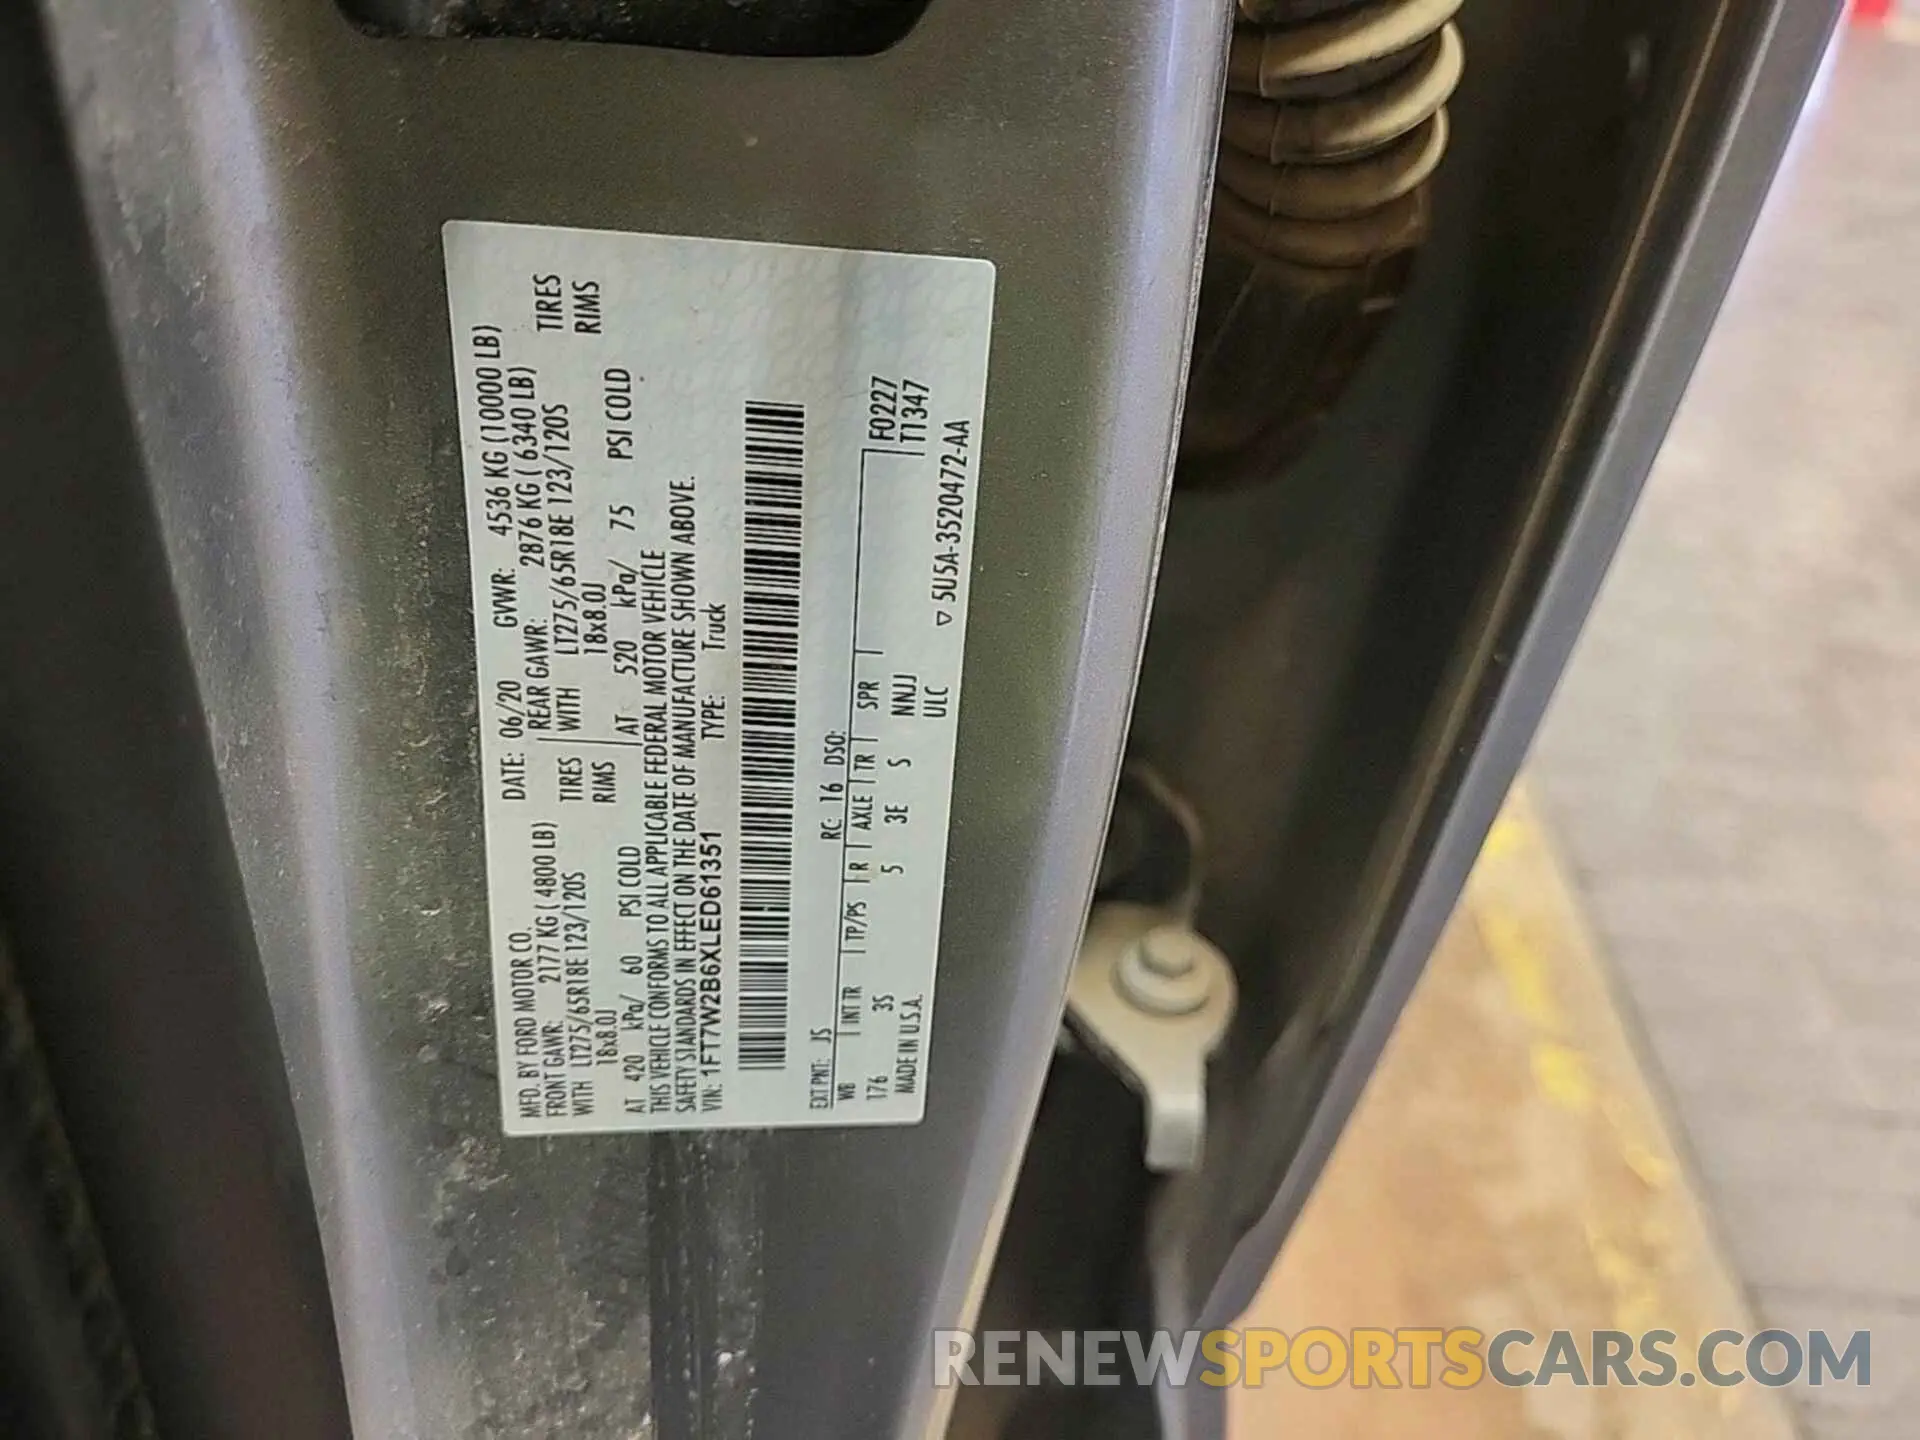 MFD. BY FORD MOTOR CO.
DATE: 06/20 GVWR: 4536 KG (10000 LB)
FRONT GAWR: 2177 KG ( 4800 LB) REAR GAWR: 2876 KG ( 6340 LB)
WITH LT275/65R18E 123/120S TIRES WITH LT275/65R18E 123/120S TIRES
18x8.0J RIMS 18x8.0J RIMS
AT 420 kPa/ 60 PSI COLD AT 520 kPa/ 75 PSI COLD
THIS VEHICLE CONFORMS TO ALL APPLICABLE FEDERAL MOTOR VEHICLE
SAFETY STANDARDS IN EFFECT ON THE DATE OF MANUFACTURE SHOWN ABOVE.
VIN: 1FT7W2B6XLED61351 TYPE: Truck
EXT PNT: JS RC: 16 DSO:
WB INT TR TP/PS R AXLE TR SPR F0227
176 3S 5 3E S NNJJ T1347
MADE IN U.S.A. ULC ▽ 5U5A-3520472-AA
RENEWSPORTSCARS.COM